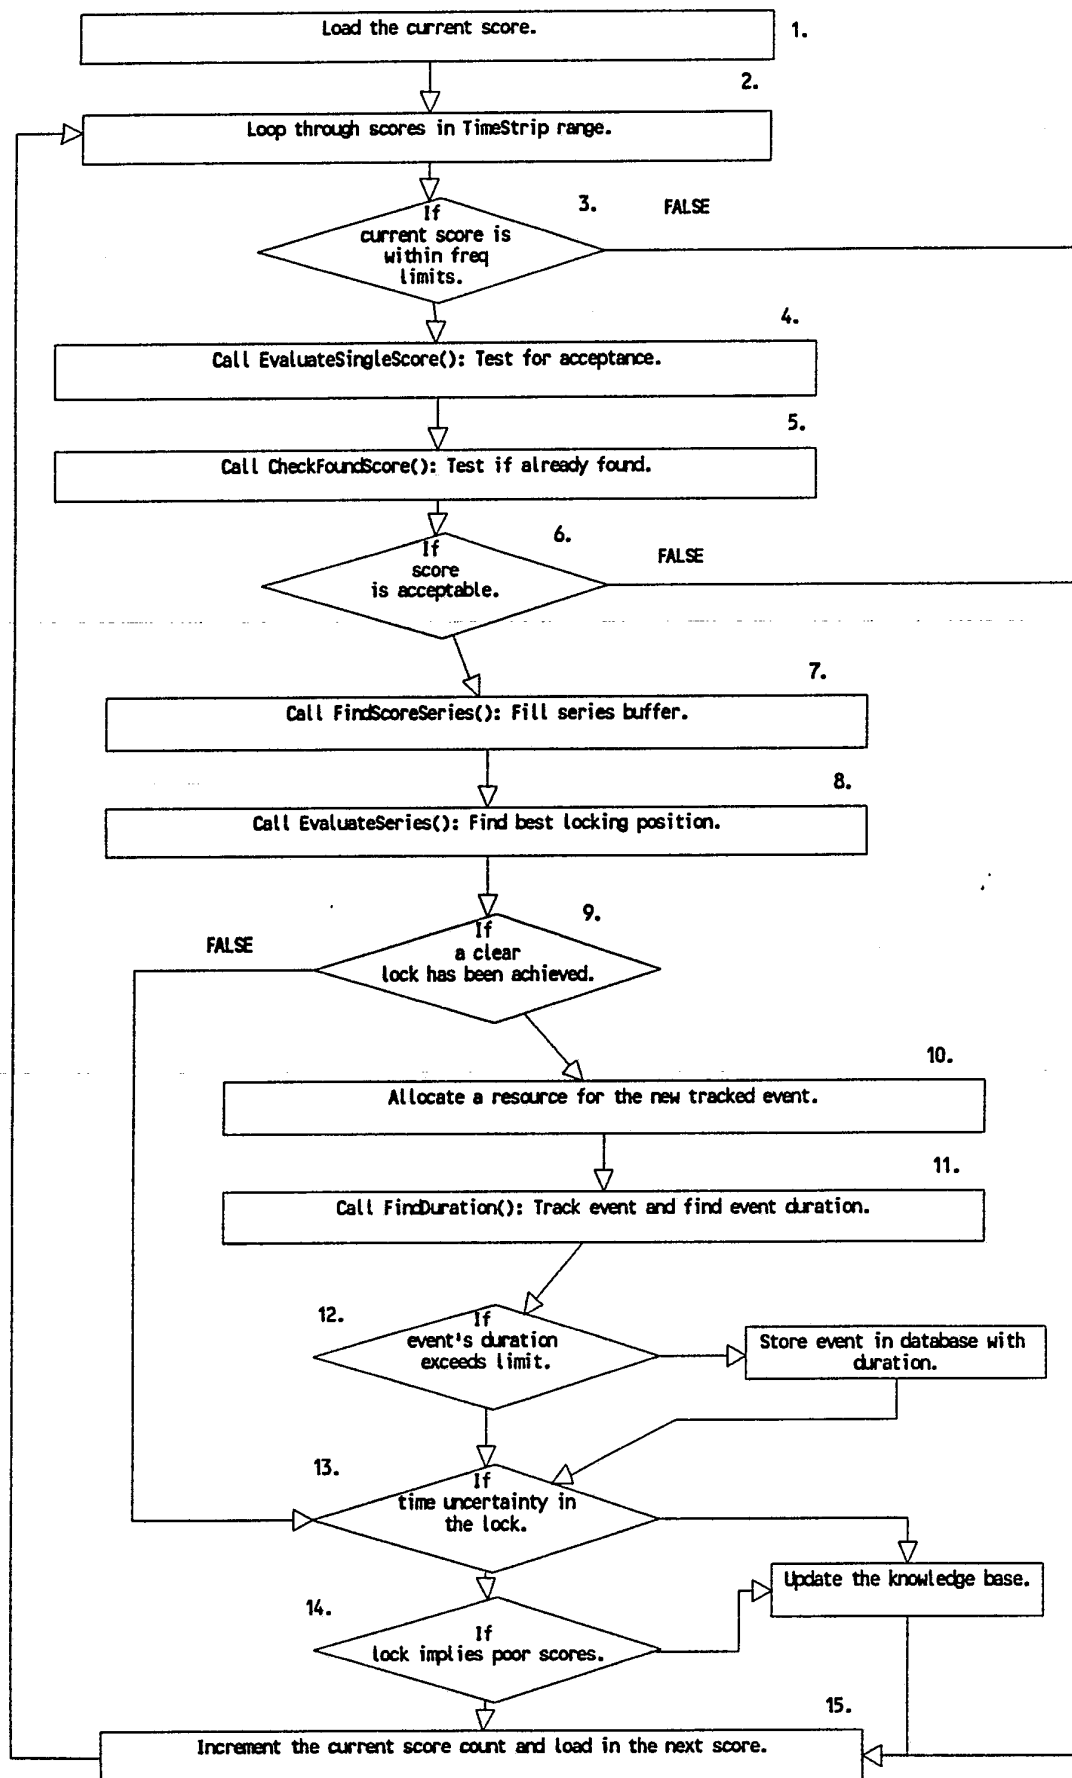 Load the current score.
1.
2.
Loop through scores in TimeStrip range.
3.
FALSE
If
current score is
within freq
limits.
4.
Call EvaluateSingleScore(): Test for acceptance.
5.
Call CheckFoundScore(): Test if already found.
6.
FALSE
If
score
is acceptable.
7.
Call FindScoreSeries(): Fill series buffer.
8.
Call EvaluateSeries(): Find best locking position.
9.
FALSE
If
a clear
lock has been achieved.
10.
Allocate a resource for the new tracked event.
11.
Call FindDuration(): Track event and find event duration.
12.
If
event's duration
exceeds limit.
Store event in database with
duration.
13.
If
time uncertainty in
the lock.
Update the knowledge base.
14.
If
lock implies poor scores.
15.
Increment the current score count and load in the next score.